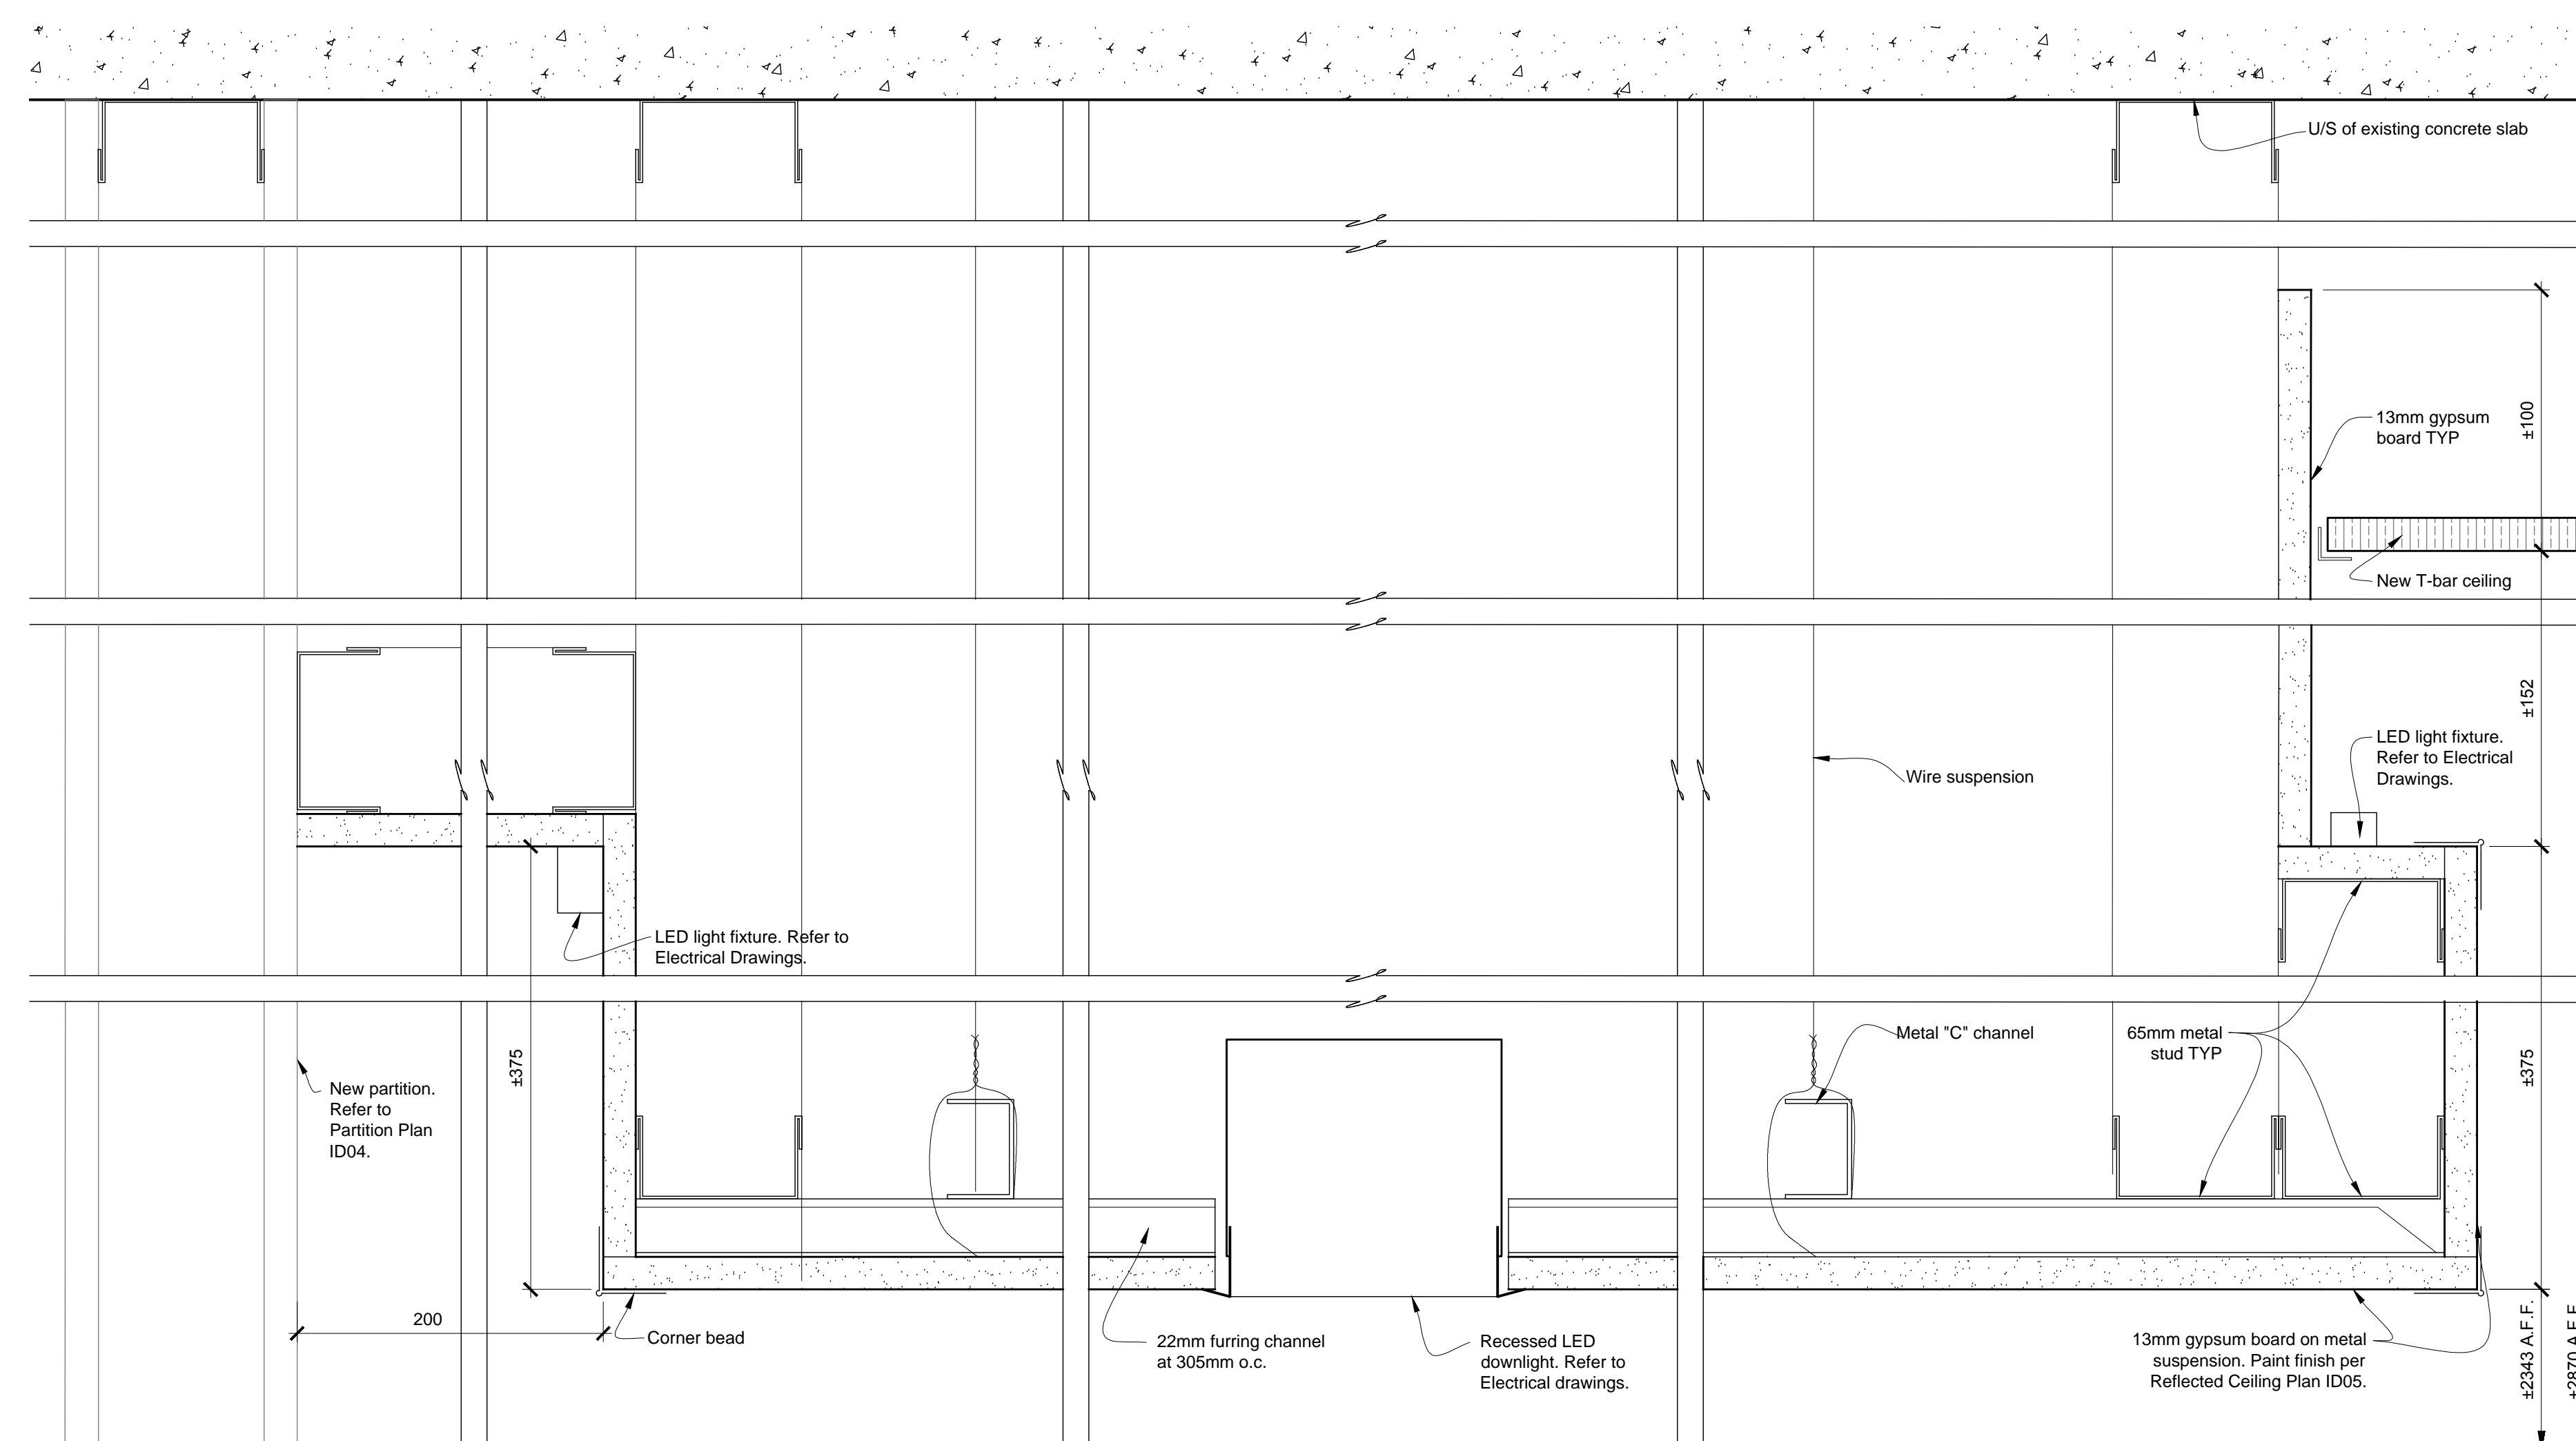 U/S of existing concrete slab
13mm gypsum
board TYP
±100
New T-bar ceiling
±152
LED light fixture.
Refer to Electrical
Drawings.
Wire suspension
LED light fixture. Refer to
Electrical Drawings.
Metal "C" channel
65mm metal
stud TYP
±375
±375
New partition.
Refer to
Partition Plan
ID04.
200
Corner bead
22mm furring channel
at 305mm o.c.
Recessed LED
downlight. Refer to
Electrical drawings.
13mm gypsum board on metal
suspension. Paint finish per
Reflected Ceiling Plan ID05.
±2343 A.F.F.
±2870 A.F.F.